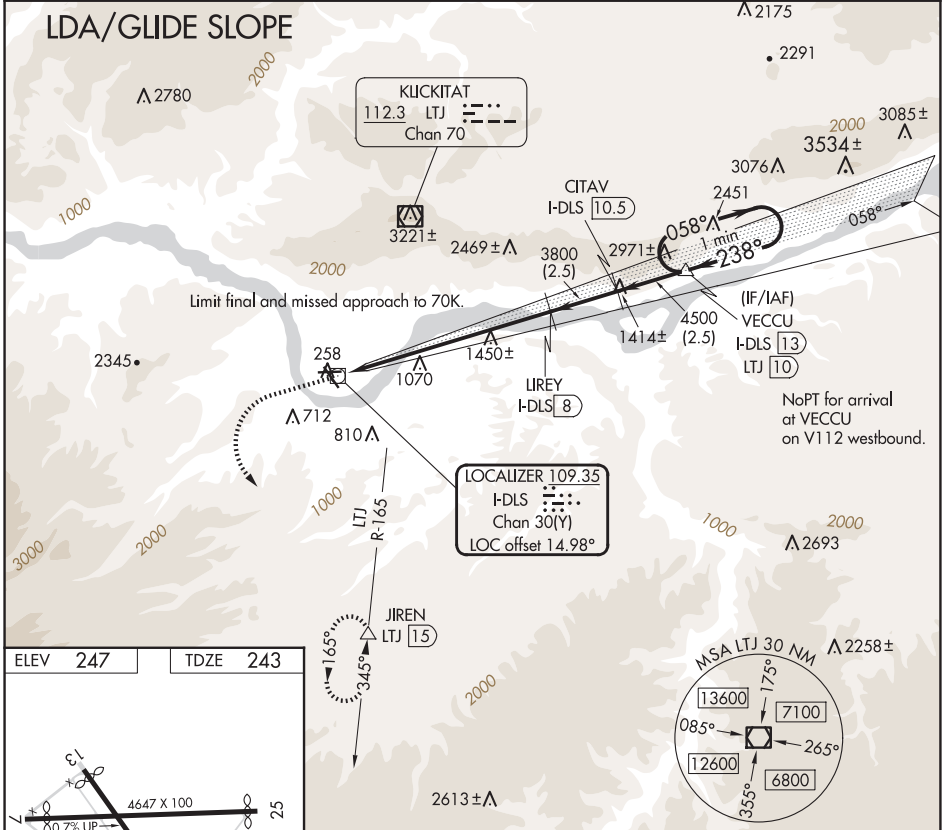 LDA/GLIDE SLOPE
2175
2291
2000
2780
KLICKITAT
112.3 LTJ
Chan 70
3085±
2000
3534±
3076
CITAV
I-DLS 10.5
2451
1000
3221±
2469±
2971±
058°
1 min
238°
058°
3800
(2.5)
2000
Limit final and missed approach to 70K.
(IF/IAF)
VECCU
I-DLS 13
LTJ 10
4500
(2.5)
1414±
1450±
2345
258
1070
LIREY
I-DLS 8
NoPT for arrival
at VECCU
on V112 westbound.
712
810
LOCALIZER 109.35
I-DLS
Chan 30(Y)
LOC offset 14.98°
LTJ
R-165
1000
1000
2000
3000
2000
2693
JIREN
LTJ 15
165°
345°
2000
2258±
MSA LTJ 30 NM
13600
175°
7100
085°
265°
12600
6800
355°
2613±
ELEV 247
TDZE 243
13
4647 X 100
25
7
0.7% UP